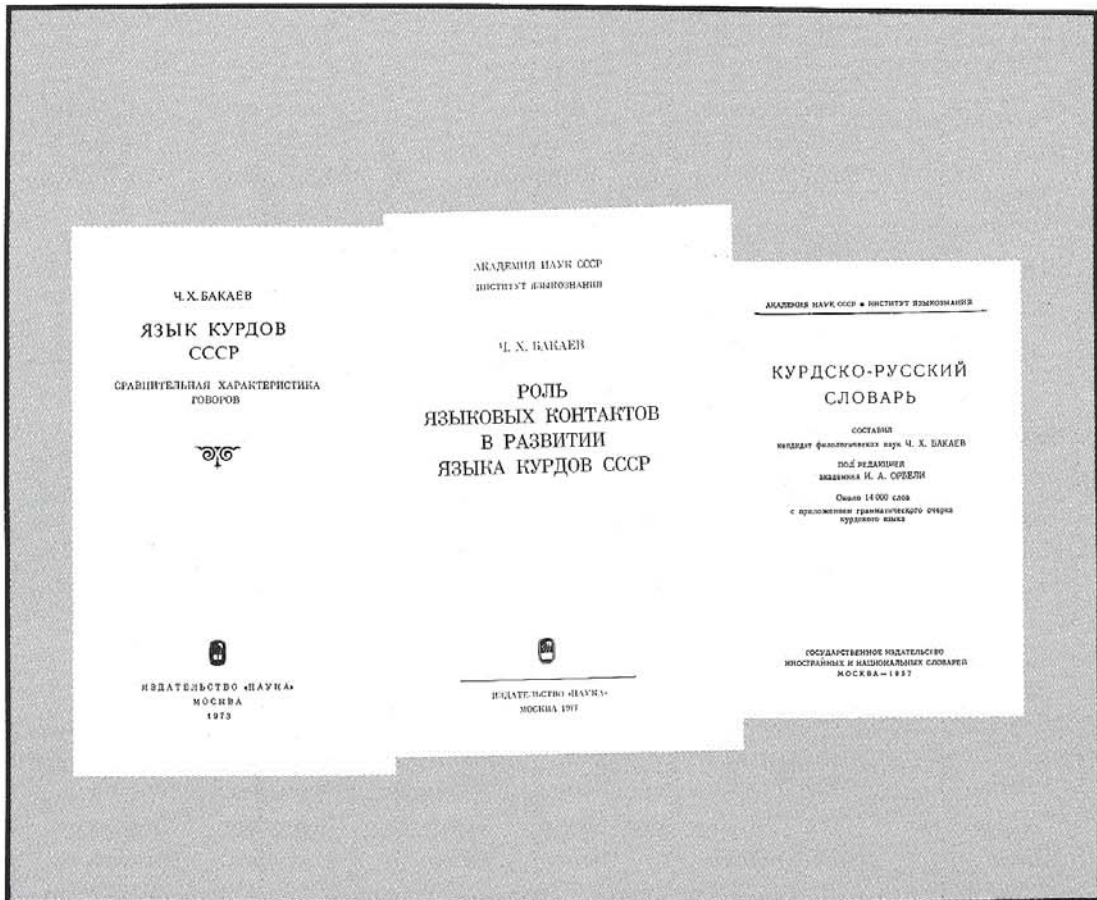 Ч. Х. БАКАЕВ
ЯЗЫК КУРДОВ
СССР
СРАВНИТЕЛЬНАЯ ХАРАКТЕРИСТИКА
ГОВОРОВ
ИЗДАТЕЛЬСТВО «НАУКА»
МОСКВА
1973
АКАДЕМИЯ НАУК СССР
ИНСТИТУТ ЯЗЫКОЗНАНИЯ
Ч. Х. БАКАЕВ
РОЛЬ
ЯЗЫКОВЫХ КОНТАКТОВ
В РАЗВИТИИ
ЯЗЫКА КУРДОВ СССР
ИЗДАТЕЛЬСТВО «НАУКА»
МОСКВА 1977
АКАДЕМИЯ НАУК СССР ● ИНСТИТУТ ЯЗЫКОЗНАНИЯ
КУРДСКО-РУССКИЙ
СЛОВАРЬ
СОСТАВИЛ
кандидат филологических наук Ч. Х. БАКАЕВ
ПОД РЕДАКЦИЕЙ
академика И. А. ОРБЕЛИ
Около 14 000 слов
с приложением грамматического очерка
курдского языка
ГОСУДАРСТВЕННОЕ ИЗДАТЕЛЬСТВО
ИНОСТРАННЫХ И НАЦИОНАЛЬНЫХ СЛОВАРЕЙ
МОСКВА — 1957